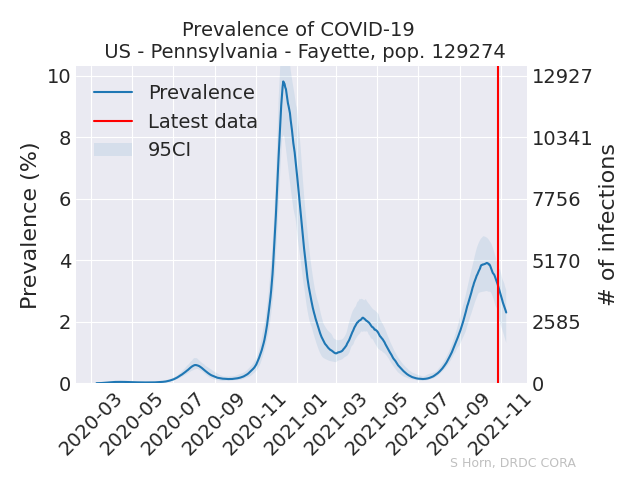 Prevalence of COVID-19
US - Pennsylvania - Fayette, pop. 129274
Prevalence
Latest data
95CI
Prevalence (%)
10
8
6
4
2
0
12927
10341
7756
5170
2585
0
# of infections
2020-03
2020-05
2020-07
2020-09
2020-11
2021-01
2021-03
2021-05
2021-07
2021-09
2021-11
S Horn, DRDC CORA